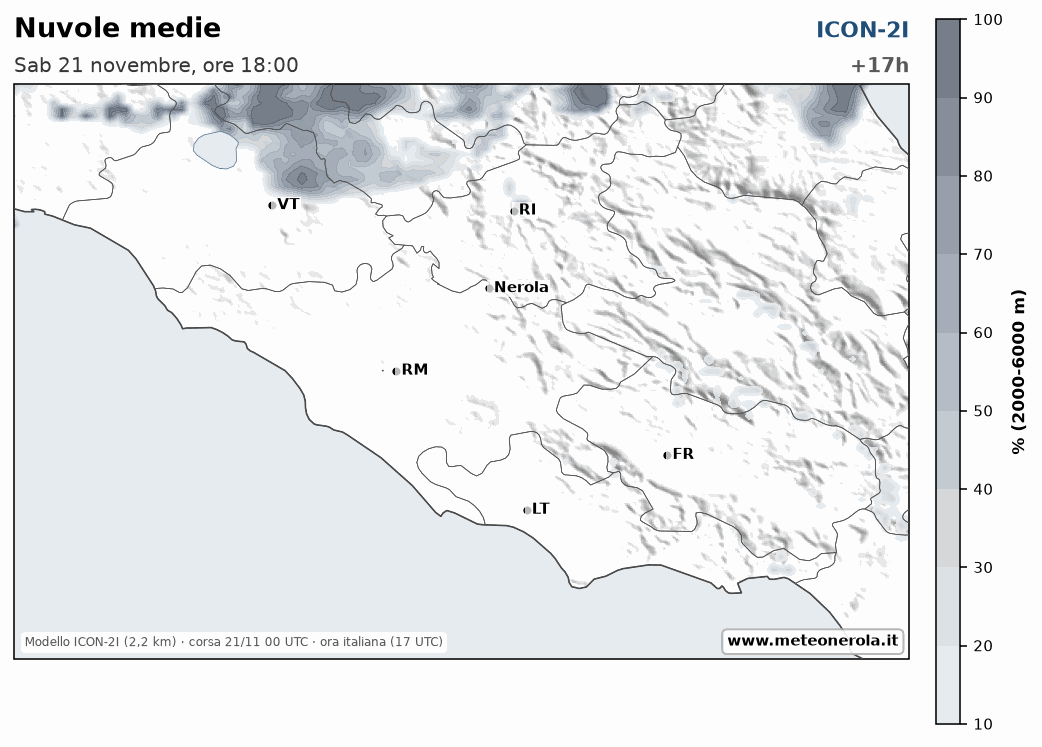 Nuvole medie
ICON-2I
Sab 21 novembre, ore 18:00
+17h
VT
RI
Nerola
RM
FR
LT
Modello ICON-2I (2,2 km) · corsa 21/11 00 UTC · ora italiana (17 UTC)
www.meteonerola.it
100
90
80
70
60
50
40
30
20
10
% (2000-6000 m)